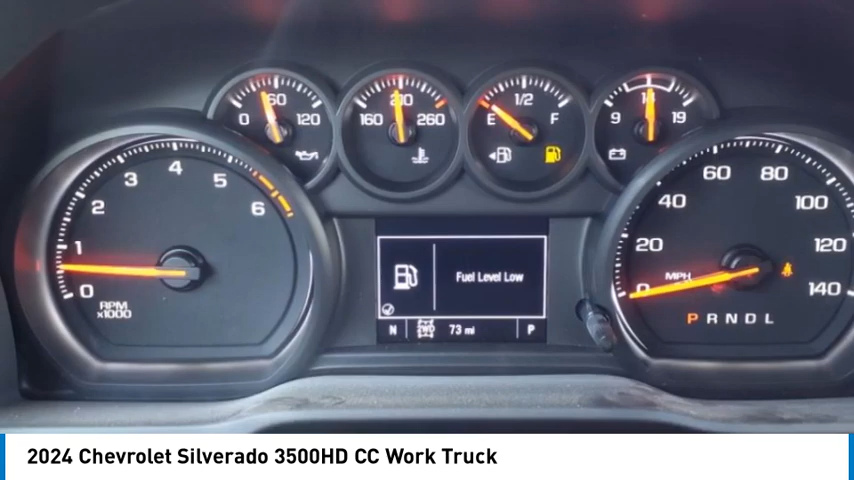 0 60 120
160 210 260
E 1/2 F
9 14 19
0 1 2 3 4 5 6
RPM
x1000
Fuel Level Low
N 2WD 73 mi P
0 20 40 60 80 100 120 140
MPH
P R N D L
2024 Chevrolet Silverado 3500HD CC Work Truck